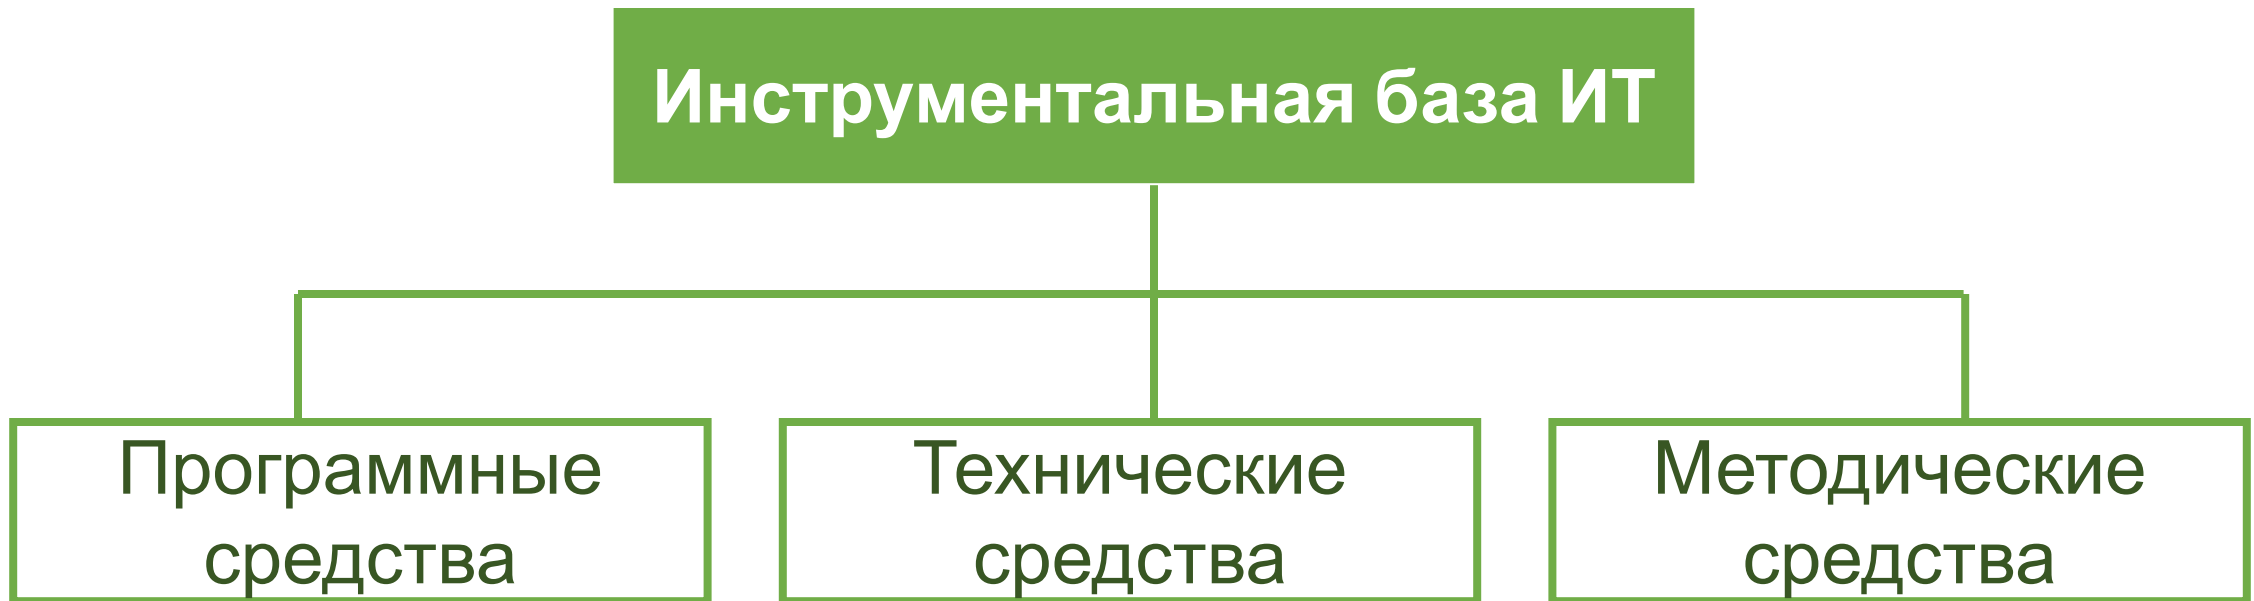 Инструментальная база ИТ
Программные
средства
Технические
средства
Методические
средства